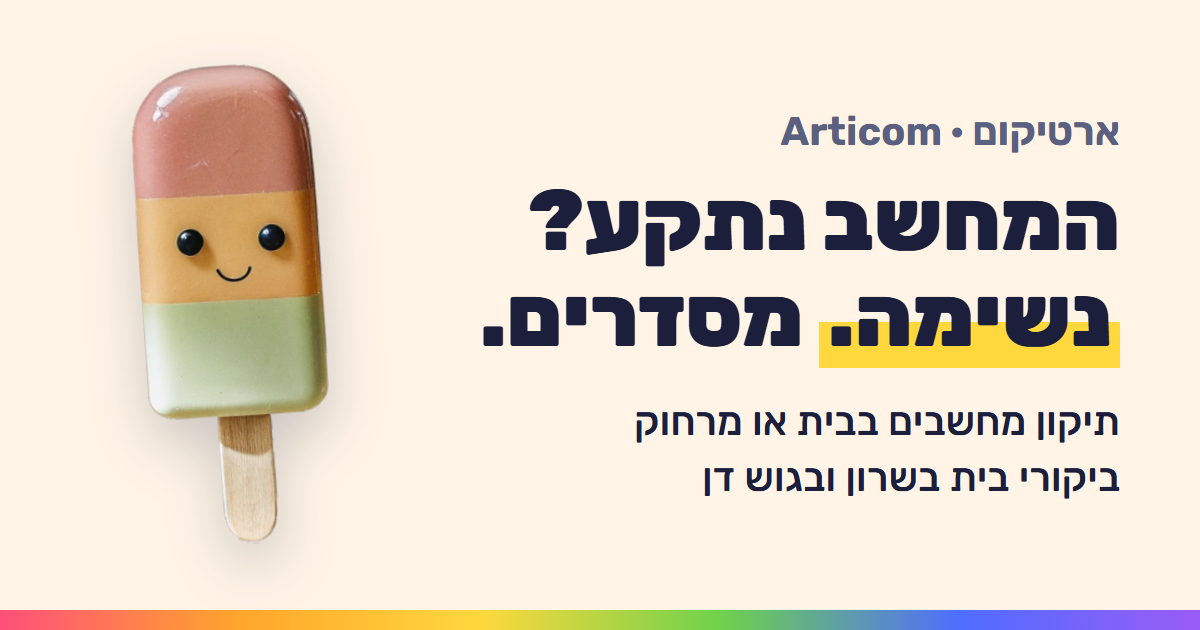 ארטיקום • Articom
המחשב נתקע?
נשימה. מסדרים.
תיקון מחשבים בבית או מרחוק
ביקורי בית בשרון ובגוש דן